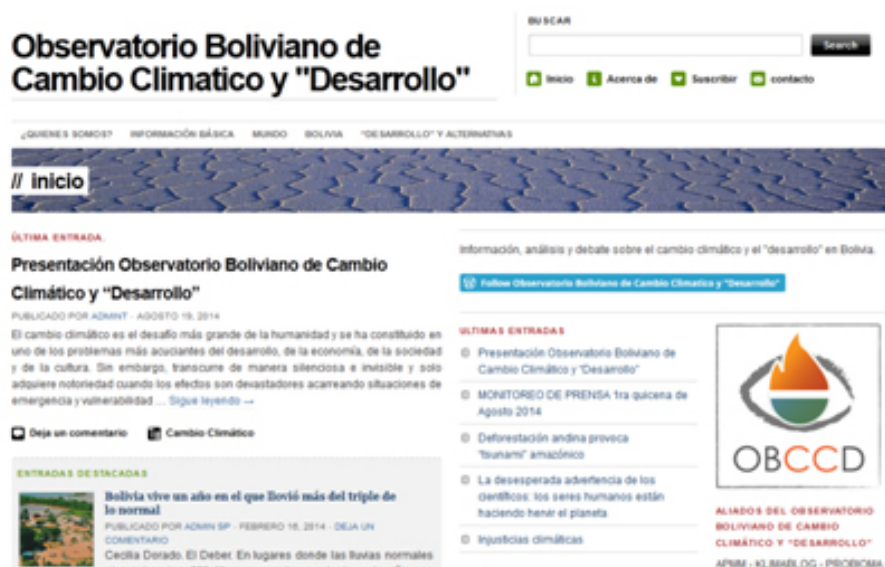 Observatorio Boliviano de
Cambio Climatico y "Desarrollo"
BUSCAR
Search
Inicio Acerca de Suscribir contacto
¿QUIENES SOMOS? INFORMACIÓN BÁSICA MUNDO BOLIVIA "DESARROLLO" Y ALTERNATIVAS
// inicio
ÚLTIMA ENTRADA.
Presentación Observatorio Boliviano de Cambio
Climático y “Desarrollo”
PUBLICADO POR ADMINT - AGOSTO 19, 2014
El cambio climático es el desafío más grande de la humanidad y se ha constituido en
uno de los problemas más acuciantes del desarrollo, de la economía, de la sociedad
y de la cultura. Sin embargo, transcurre de manera silenciosa e invisible y solo
adquiere notoriedad cuando los efectos son devastadores acarreando situaciones de
emergencia y vulnerabilidad … Sigue leyendo →
Deja un comentario Cambio Climático
ENTRADAS DESTACADAS
Bolivia vive un año en el que llovió más del triple de
lo normal
PUBLICADO POR ADMIN SP - FEBRERO 16, 2014 - DEJA UN
COMENTARIO
Cecilia Dorado. El Deber. En lugares donde las lluvias normales
Información, análisis y debate sobre el cambio climático y el "desarrollo" en Bolivia.
Follow Observatorio Boliviano de Cambio Climatico y "Desarrollo"
ULTIMAS ENTRADAS
Presentación Observatorio Boliviano de
Cambio Climático y “Desarrollo”
MONITOREO DE PRENSA 1ra quicena de
Agosto 2014
Deforestación andina provoca
“tsunami” amazónico
La desesperada advertencia de los
científicos: los seres humanos están
haciendo hervir el planeta
Injusticias climáticas
OBCCD
ALIADOS DEL OBSERVATORIO
BOLIVIANO DE CAMBIO
CLIMÁTICO Y "DESARROLLO"
APMM - KLIMABLOG - PROBIOMA